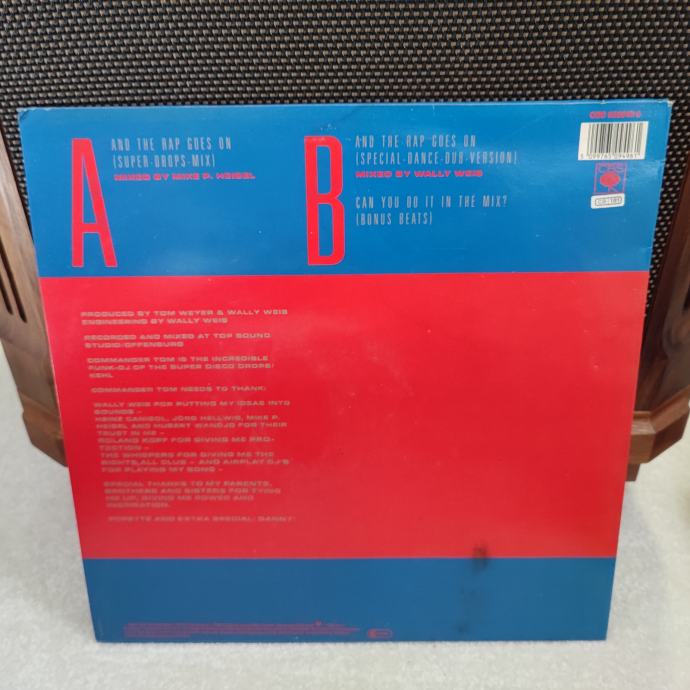 A
AND THE RAP GOES ON
(SUPER-DROPS-MIX)
MIXED BY MIKE P. HEISEL
B
AND THE RAP GOES ON
(SPECIAL-DANCE-DUB-VERSION)
MIXED BY WALLY WEIS
CAN YOU DO IT IN THE MIX?
(BONUS BEATS)
CBS
5 099765 094961
CBS
PRODUCED BY TOM WEYER & WALLY WEIS
ENGINEERING BY WALLY WEIS
RECORDED AND MIXED AT TOP SOUND
STUDIO/OFFENBURG
COMMANDER TOM IS THE INCREDIBLE
FUNK-DJ OF THE SUPER DISCO DROPS/
KEHL
COMMANDER TOM NEEDS TO THANK:
WALLY WEIS FOR PUTTING MY IDEAS INTO
SOUNDS –
HEINZ CANIBOL, JÖRG HELLWIG, MIKE P.
HEISEL AND HUBERT WANDJO FOR THEIR
TRUST IN ME –
ROLAND KOPF FOR GIVING ME PRO-
TECTION –
THE WHISPERS FOR GIVING ME THE
RIGHTS, ALL CLUB – AND AIRPLAY DJ'S
FOR PLAYING MY SONG –
SPECIAL THANKS TO MY PARENTS,
BROTHERS AND SISTERS FOR TYING
ME UP, GIVING ME POWER AND
INSPIRATION.
AND EXTRA SPECIAL: DANNY